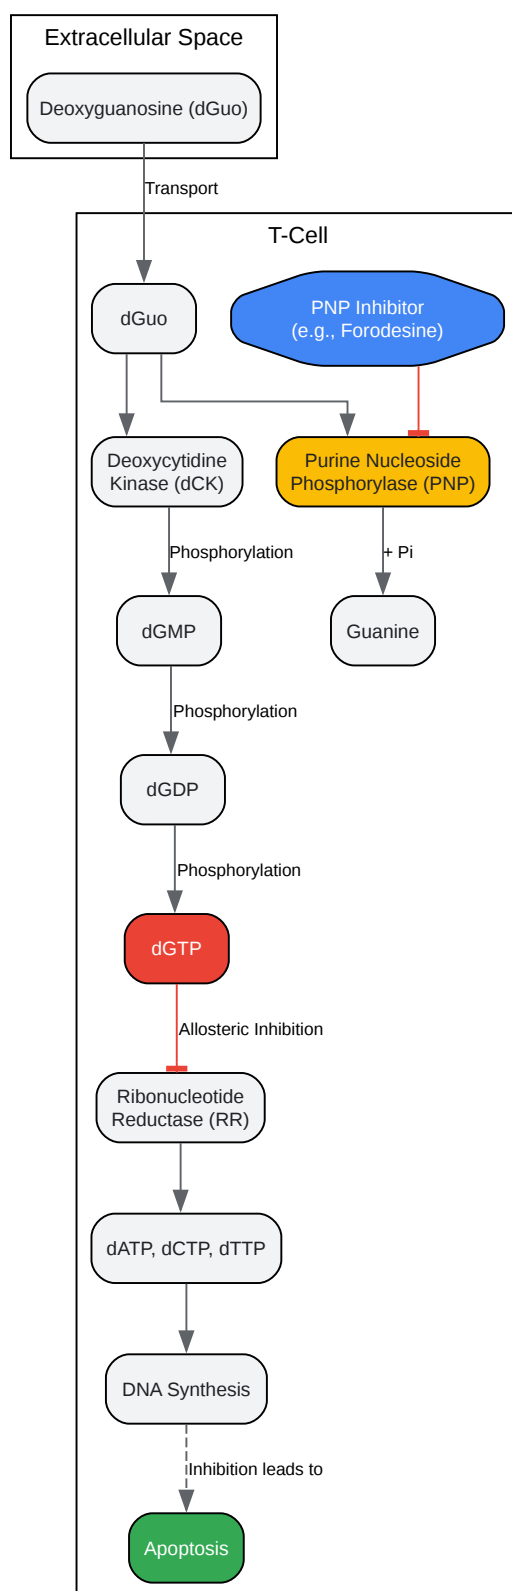 Extracellular Space
Deoxyguanosine (dGuo)
Transport
T-Cell
dGuo
PNP Inhibitor
(e.g., Forodesine)
Deoxycytidine
Kinase (dCK)
Purine Nucleoside
Phosphorylase (PNP)
Phosphorylation
+ Pi
dGMP
Guanine
Phosphorylation
dGDP
Phosphorylation
dGTP
Allosteric Inhibition
Ribonucleotide
Reductase (RR)
dATP, dCTP, dTTP
DNA Synthesis
Inhibition leads to
Apoptosis